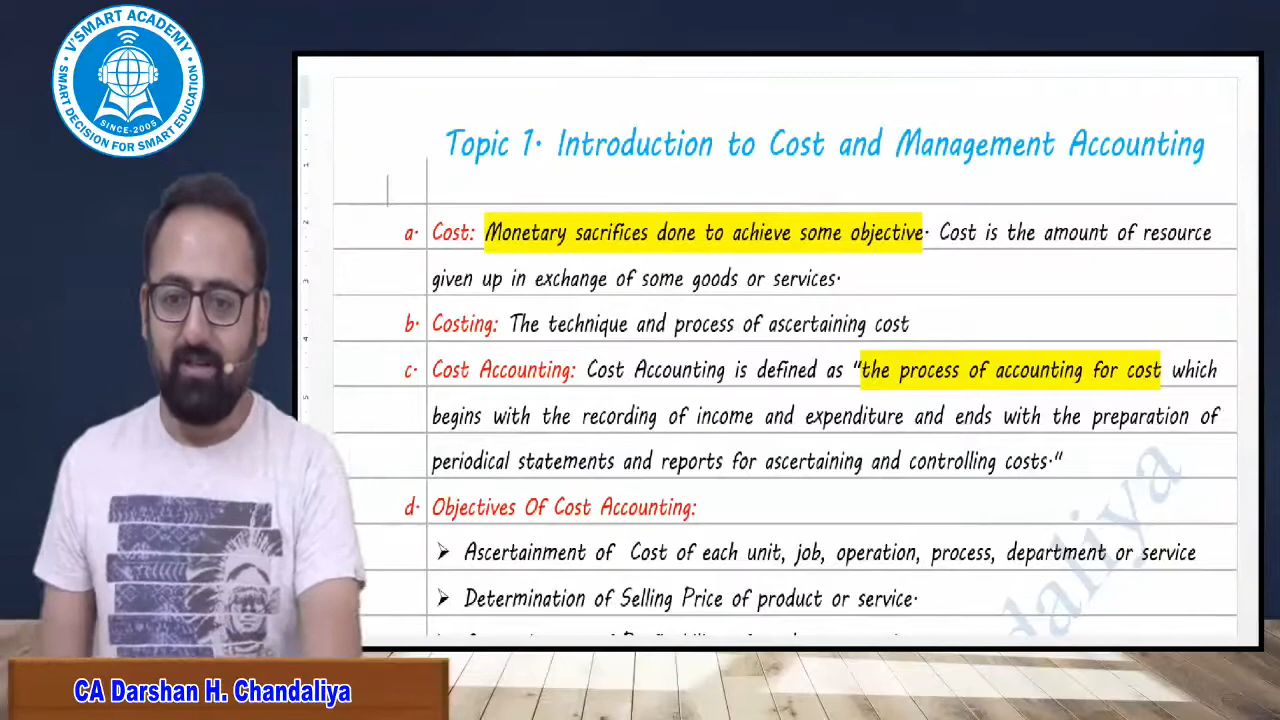 V'SMART ACADEMY
SMART DECISION FOR SMART EDUCATION
SINCE-2005
Topic 1. Introduction to Cost and Management Accounting
a. Cost: Monetary sacrifices done to achieve some objective. Cost is the amount of resource
given up in exchange of some goods or services.
b. Costing: The technique and process of ascertaining cost
c. Cost Accounting: Cost Accounting is defined as "the process of accounting for cost which
begins with the recording of income and expenditure and ends with the preparation of
periodical statements and reports for ascertaining and controlling costs."
d. Objectives Of Cost Accounting:
➤ Ascertainment of Cost of each unit, job, operation, process, department or service
➤ Determination of Selling Price of product or service.
CA Darshan H. Chandaliya